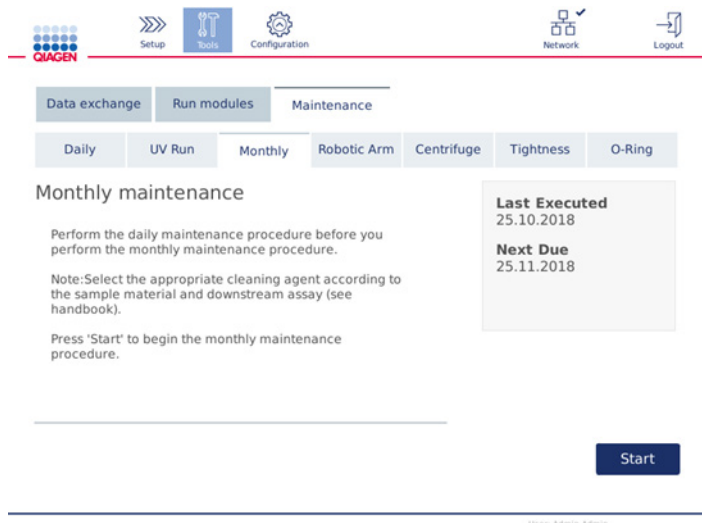 QIAGEN
Setup
Tools
Configuration
Network
Logout
Data exchange
Run modules
Maintenance
Daily
UV Run
Monthly
Robotic Arm
Centrifuge
Tightness
O-Ring
Monthly maintenance
Perform the daily maintenance procedure before you
perform the monthly maintenance procedure.
Note:Select the appropriate cleaning agent according to
the sample material and downstream assay (see
handbook).
Press 'Start' to begin the monthly maintenance
procedure.
Last Executed
25.10.2018
Next Due
25.11.2018
Start